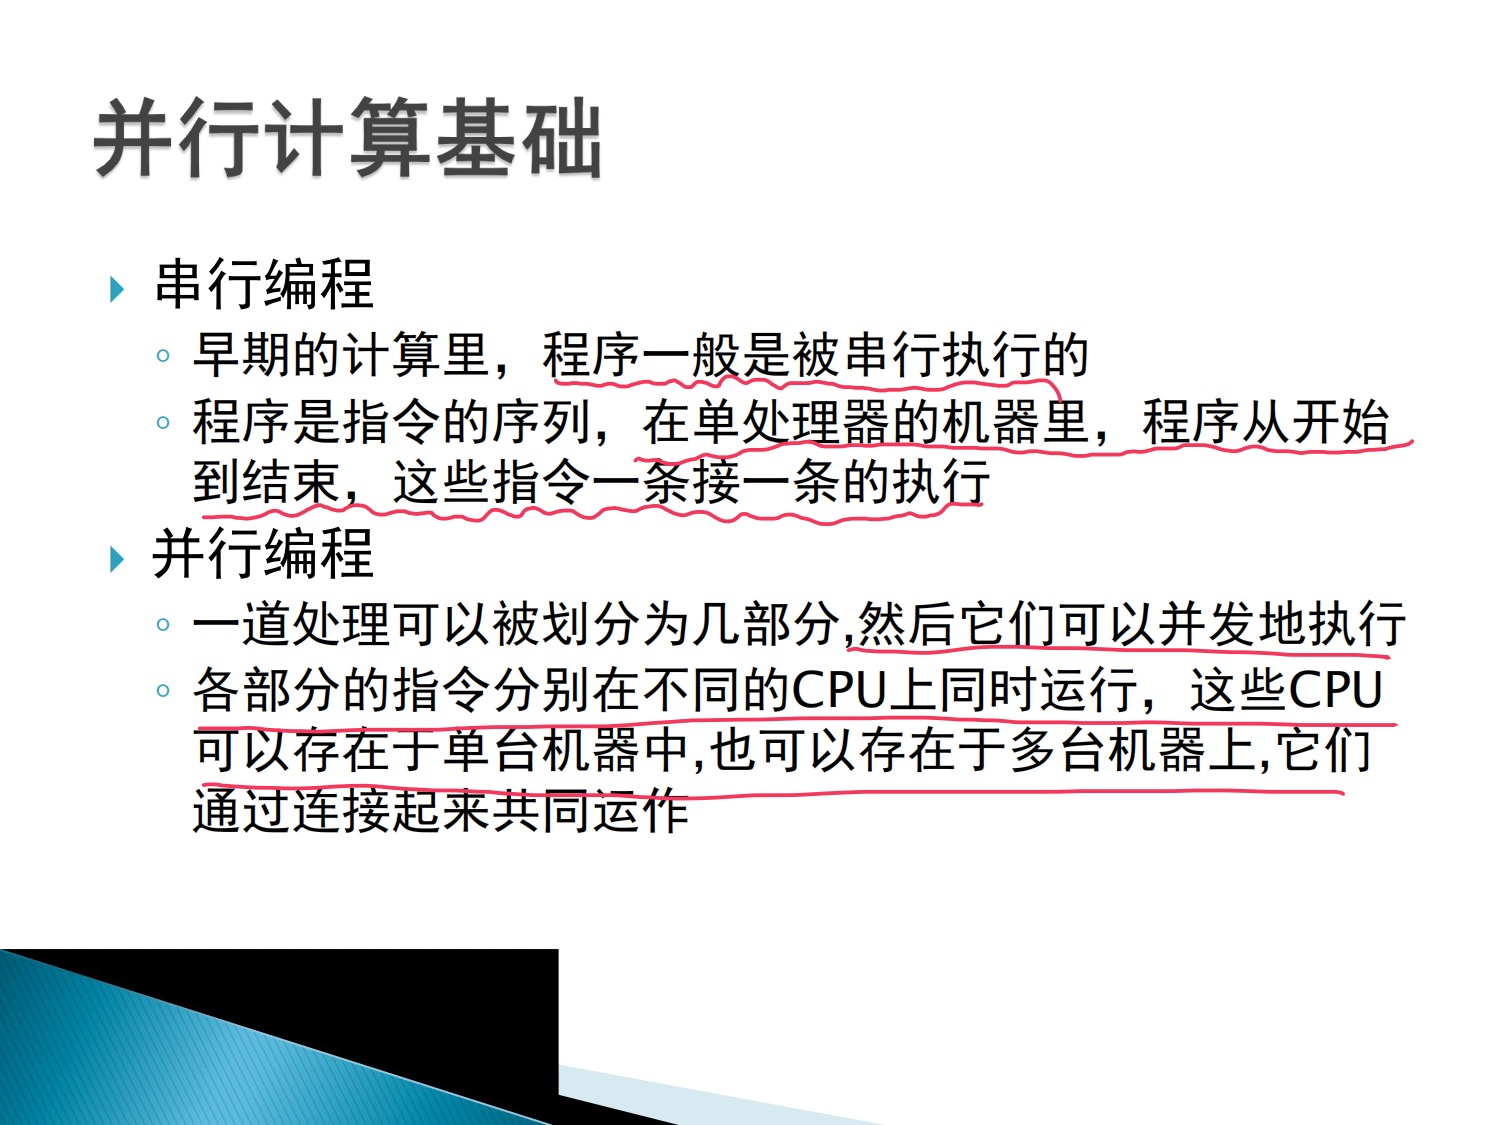 并行计算基础
串行编程
早期的计算里，程序一般是被串行执行的
程序是指令的序列，在单处理器的机器里，程序从开始
到结束，这些指令一条接一条的执行
并行编程
一道处理可以被划分为几部分,然后它们可以并发地执行
各部分的指令分别在不同的CPU上同时运行，这些CPU
可以存在于单台机器中,也可以存在于多台机器上,它们
通过连接起来共同运作